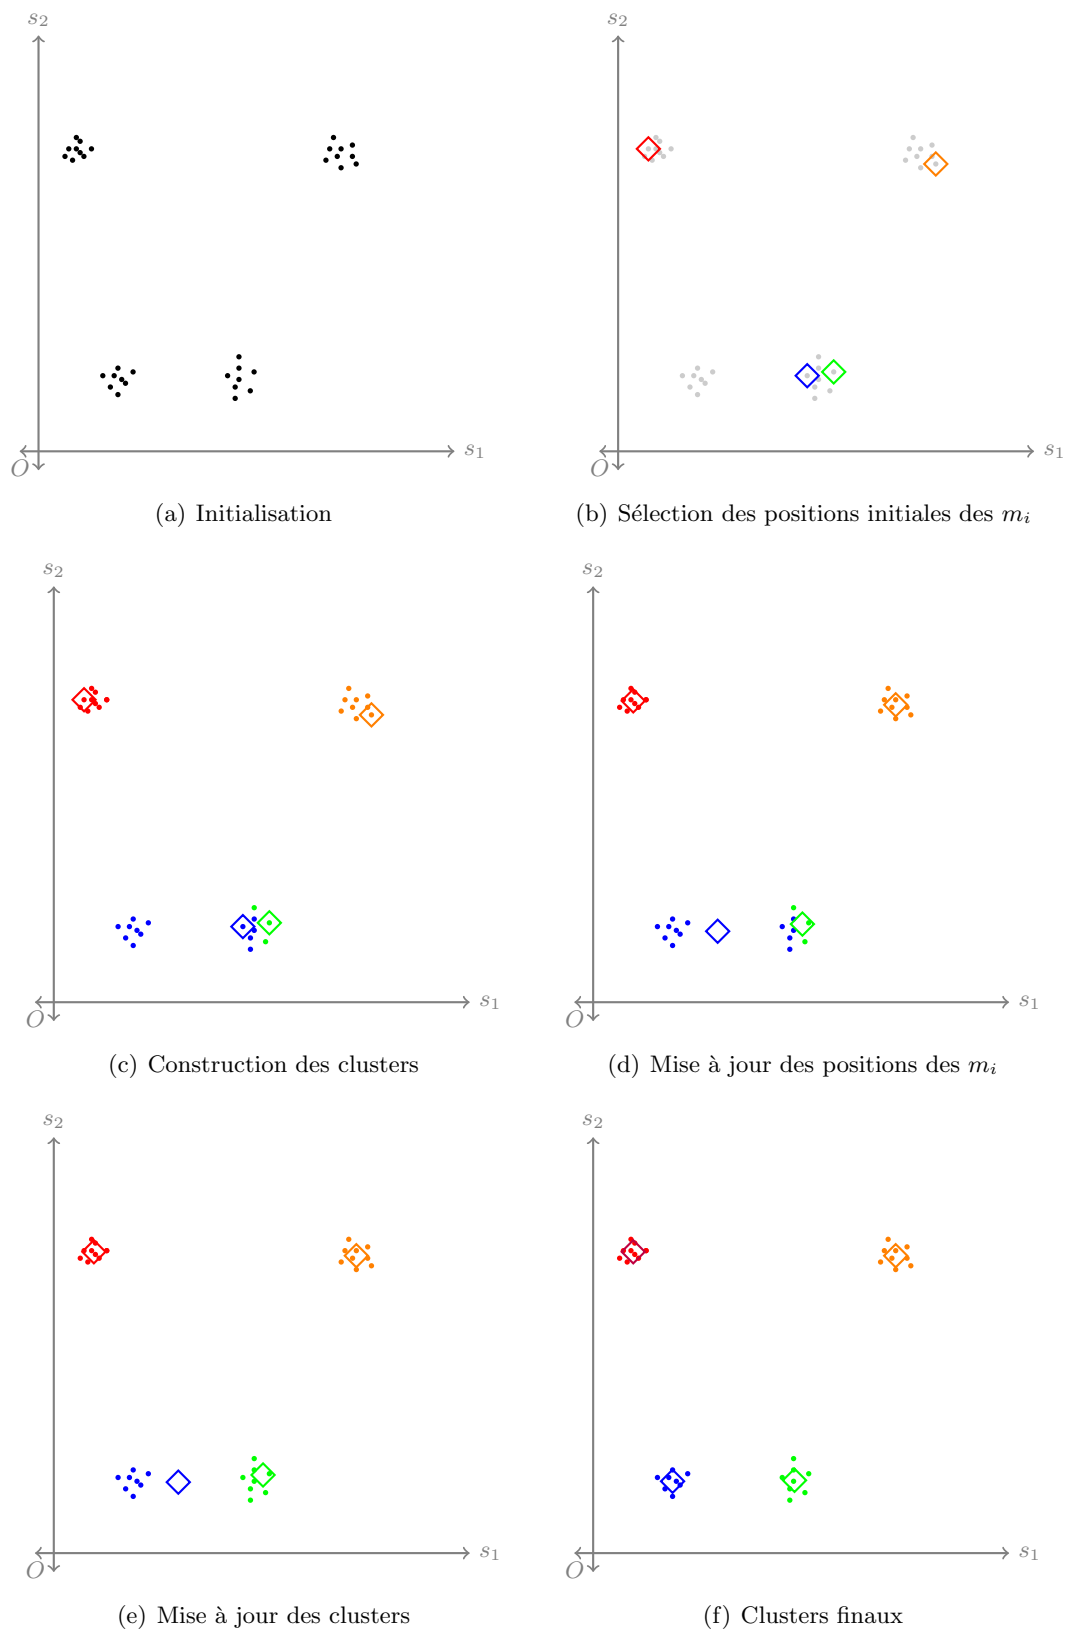 s₂
s₂
s₁
s₁
O
O
(a) Initialisation
(b) Sélection des positions initiales des mᵢ
s₂
s₂
s₁
s₁
O
O
(c) Construction des clusters
(d) Mise à jour des positions des mᵢ
s₂
s₂
s₁
s₁
O
O
(e) Mise à jour des clusters
(f) Clusters finaux